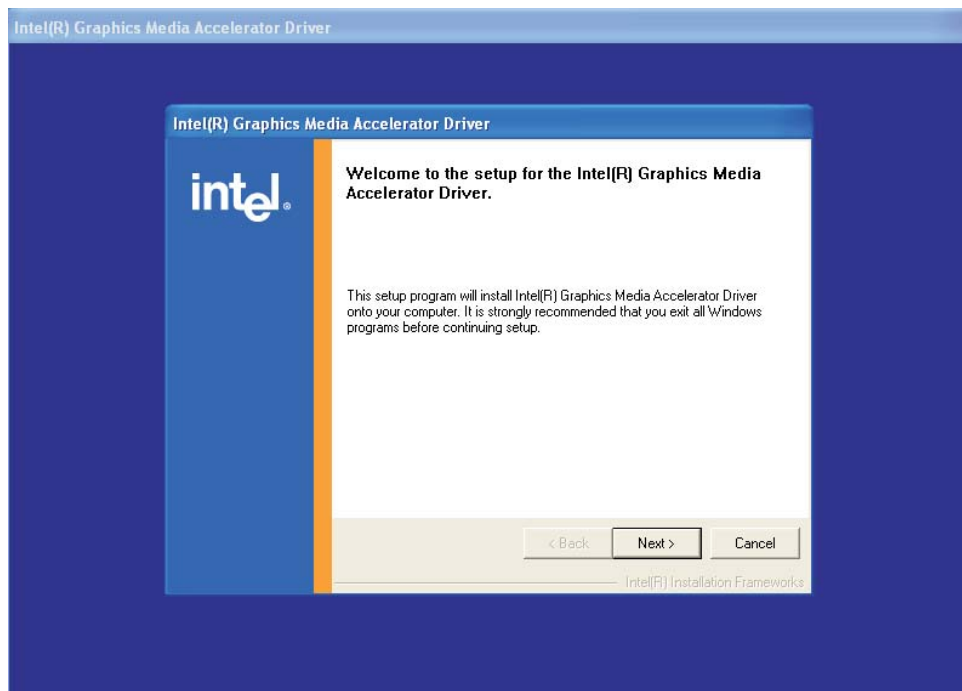 Intel(R) Graphics Media Accelerator Driver
Intel(R) Graphics Media Accelerator Driver
intel®
Welcome to the setup for the Intel(R) Graphics Media
Accelerator Driver.
This setup program will install Intel(R) Graphics Media Accelerator Driver
onto your computer. It is strongly recommended that you exit all Windows
programs before continuing setup.
< Back Next > Cancel
Intel(R) Installation Frameworks